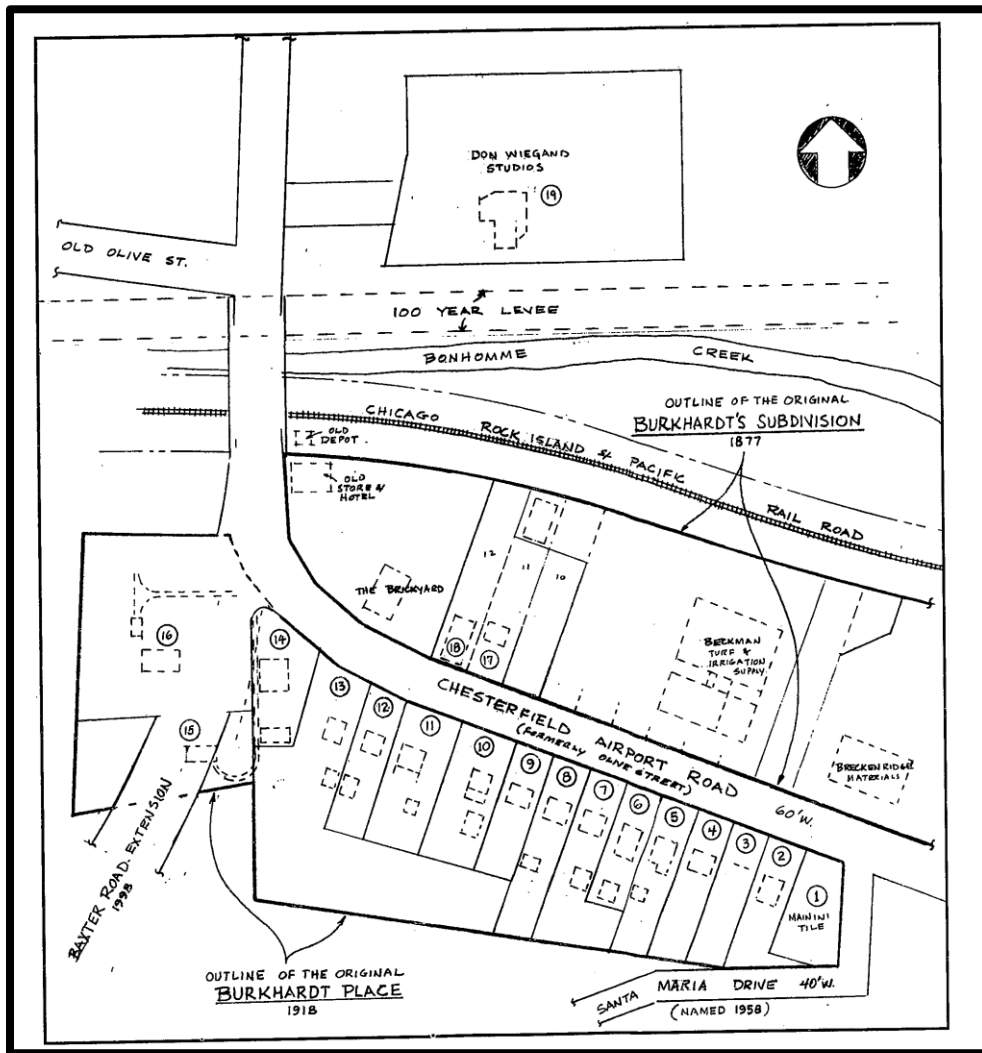 DON WIEGAND
STUDIOS
19
OLD OLIVE ST.
100 YEAR LEVEE
BONHOMME CREEK
OUTLINE OF THE ORIGINAL
BURKHARDT'S SUBDIVISION
1877
CHICAGO ROCK ISLAND & PACIFIC RAIL ROAD
OLD
DEPOT
OLD
STORE &
HOTEL
12
11
10
THE BRICKYARD
18
17
BECKMAN
TURF &
IRRIGATION
SUPPLY
BRECKENRIDGE
MATERIALS
CHESTERFIELD AIRPORT ROAD
(FORMERLY OLIVE STREET)
60'W.
16
14
15
13
12
11
10
9
8
7
6
5
4
3
2
1
MAININI
TILE
BAXTER ROAD EXTENSION
1998
OUTLINE OF THE ORIGINAL
BURKHARDT PLACE
1918
SANTA MARIA DRIVE 40'W.
(NAMED 1958)